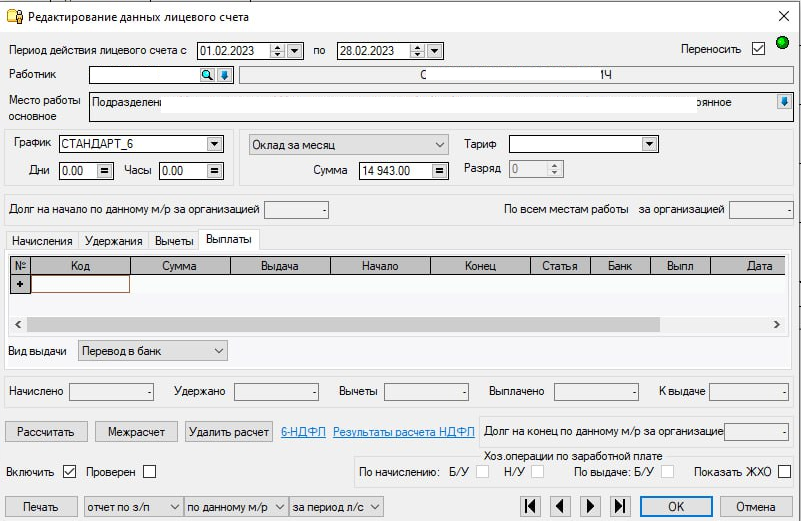 Редактирование данных лицевого счета
Период действия лицевого счета с 01.02.2023 по 28.02.2023 Переносить
Работник
Место работы Подразделени янное
основное
График СТАНДАРТ_6 Оклад за месяц Тариф
Дни 0.00 Часы 0.00 Сумма 14 943.00 Разряд 0
Долг на начало по данному м/р за организацией - По всем местам работы за организацией -
Начисления Удержания Вычеты Выплаты
№ Код Сумма Выдача Начало Конец Статья Банк Выпл Дата
+
Вид выдачи Перевод в банк
Начислено - Удержано - Вычеты - Выплачено - К выдаче -
Рассчитать Межрасчет Удалить расчет 6-НДФЛ Результаты расчета НДФЛ Долг на конец по данному м/р за организацие -
Хоз.операции по заработной плате
Включить Проверен По начислению: Б/У Н/У По выдаче: Б/У Показать ЖХО
Печать отчет по з/п по данному м/р за период л/с OK Отмена